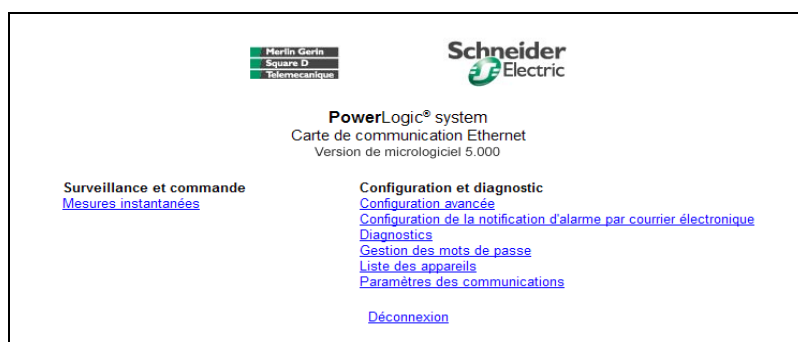 Merlin Gerin
Square D
Telemecanique
Schneider
Electric
PowerLogic® system
Carte de communication Ethernet
Version de micrologiciel 5.000
Surveillance et commande
Mesures instantanées
Configuration et diagnostic
Configuration avancée
Configuration de la notification d'alarme par courrier électronique
Diagnostics
Gestion des mots de passe
Liste des appareils
Paramètres des communications
Déconnexion